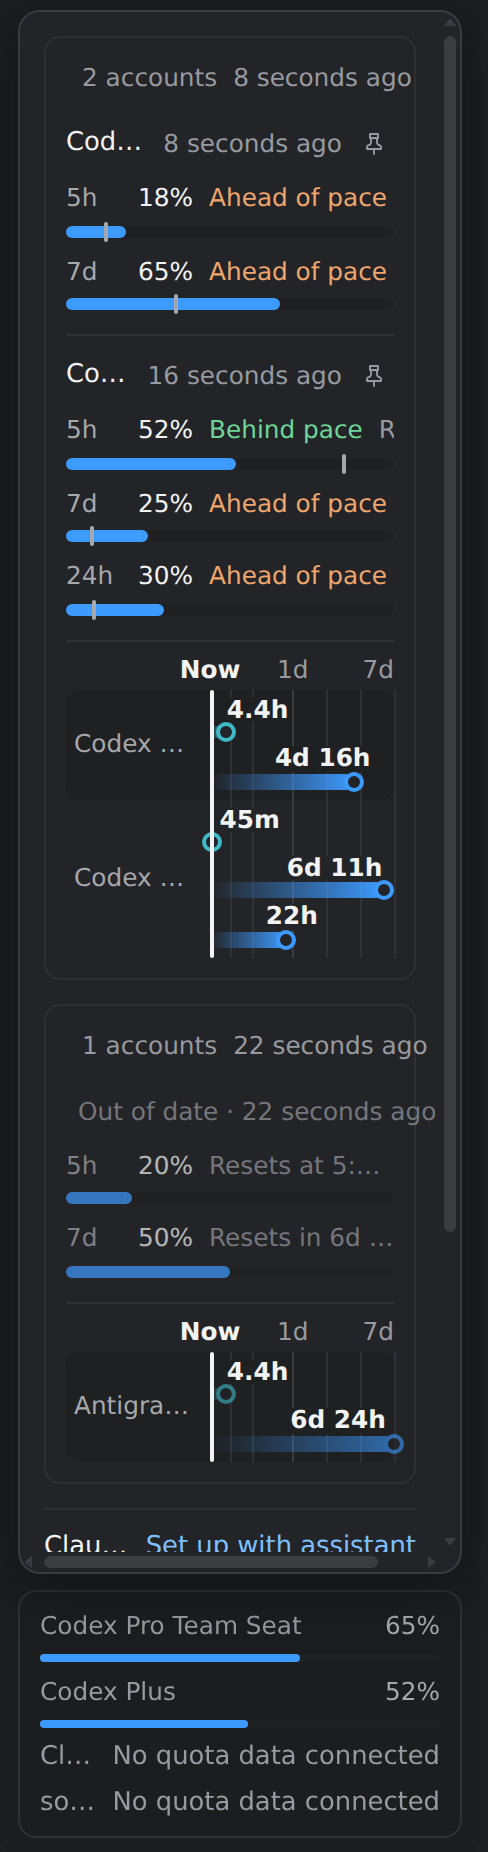 2 accounts 8 seconds ago
Cod... 8 seconds ago
5h 18% Ahead of pace
7d 65% Ahead of pace
Co... 16 seconds ago
5h 52% Behind pace R
7d 25% Ahead of pace
24h 30% Ahead of pace
Now 1d 7d
4.4h
Codex ...
4d 16h
45m
Codex ...
6d 11h
22h
1 accounts 22 seconds ago
Out of date · 22 seconds ago
5h 20% Resets at 5:...
7d 50% Resets in 6d ...
Now 1d 7d
4.4h
Antigra...
6d 24h
Clau... Set up with assistant
Codex Pro Team Seat 65%
Codex Plus 52%
Cl... No quota data connected
so... No quota data connected